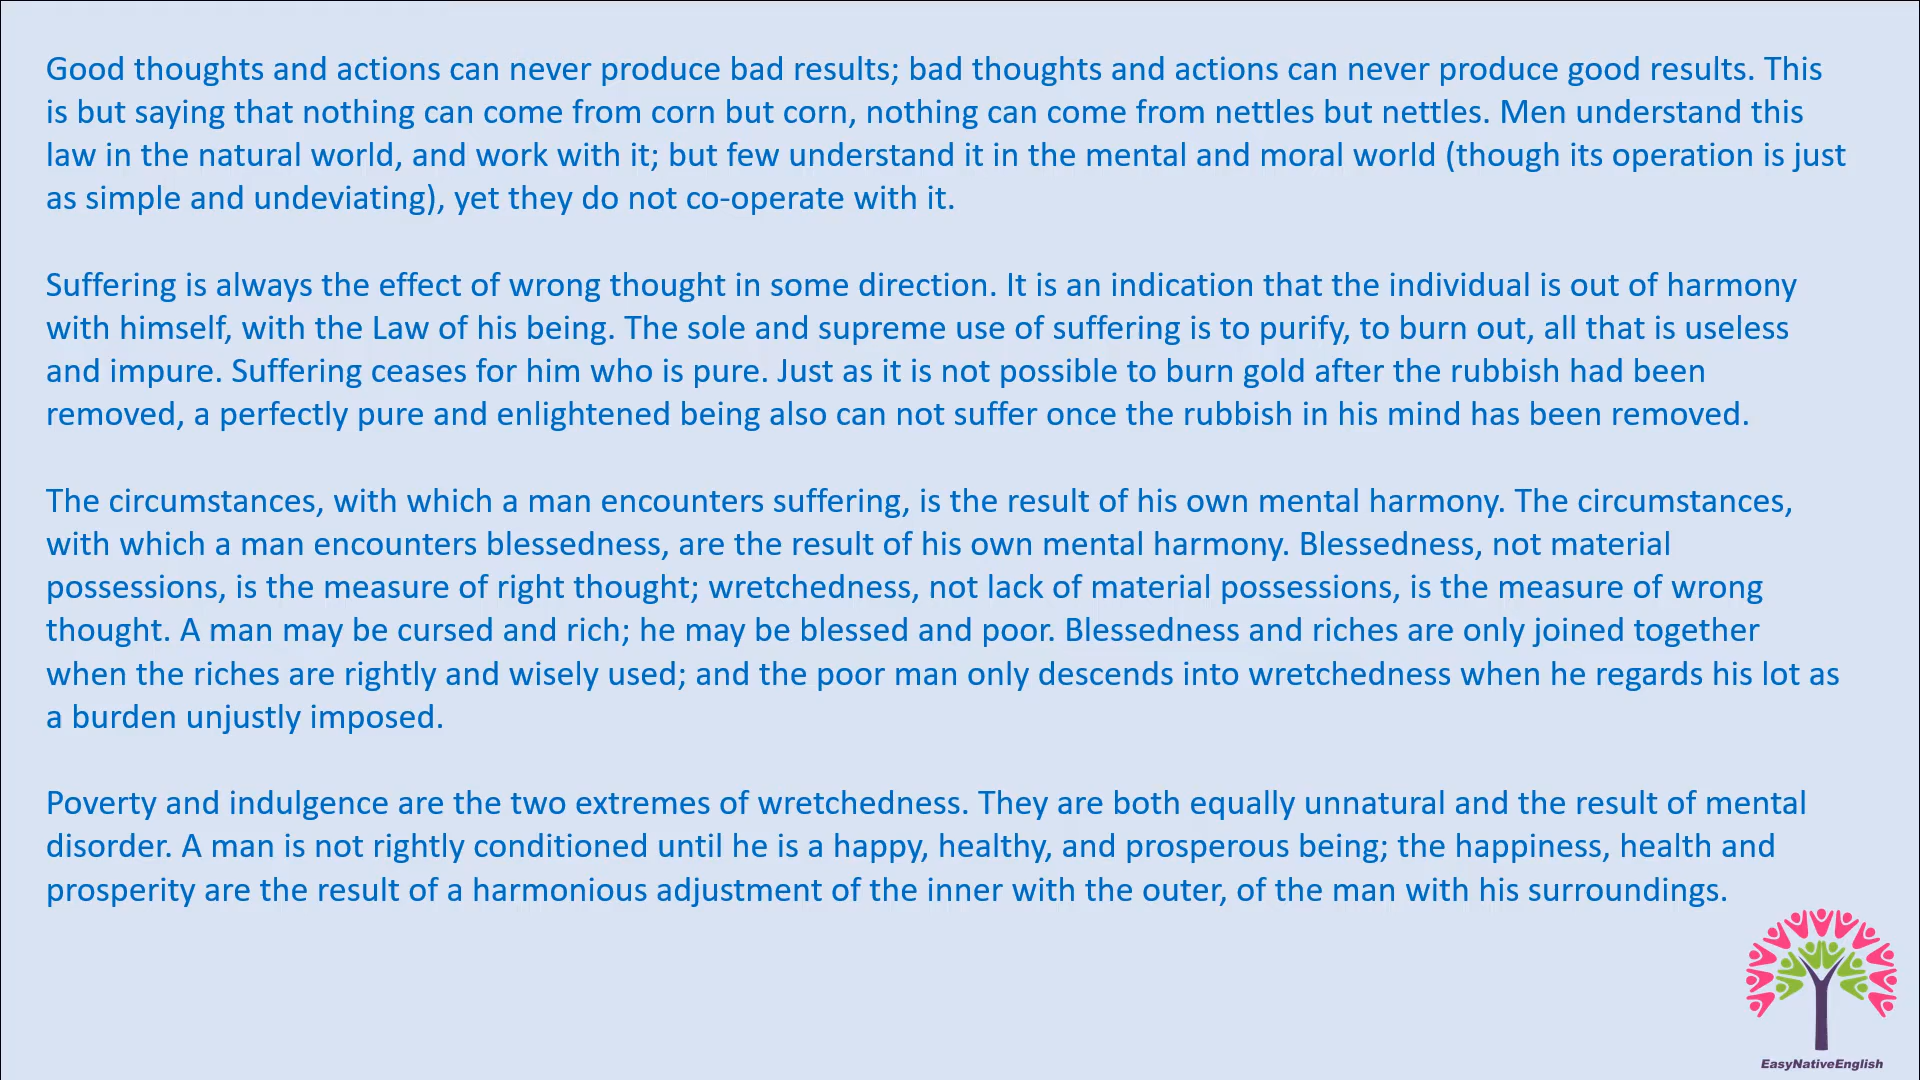 Good thoughts and actions can never produce bad results; bad thoughts and actions can never produce good results. This
is but saying that nothing can come from corn but corn, nothing can come from nettles but nettles. Men understand this
law in the natural world, and work with it; but few understand it in the mental and moral world (though its operation is just
as simple and undeviating), yet they do not co-operate with it.
Suffering is always the effect of wrong thought in some direction. It is an indication that the individual is out of harmony
with himself, with the Law of his being. The sole and supreme use of suffering is to purify, to burn out, all that is useless
and impure. Suffering ceases for him who is pure. Just as it is not possible to burn gold after the rubbish had been
removed, a perfectly pure and enlightened being also can not suffer once the rubbish in his mind has been removed.
The circumstances, with which a man encounters suffering, is the result of his own mental harmony. The circumstances,
with which a man encounters blessedness, are the result of his own mental harmony. Blessedness, not material
possessions, is the measure of right thought; wretchedness, not lack of material possessions, is the measure of wrong
thought. A man may be cursed and rich; he may be blessed and poor. Blessedness and riches are only joined together
when the riches are rightly and wisely used; and the poor man only descends into wretchedness when he regards his lot as
a burden unjustly imposed.
Poverty and indulgence are the two extremes of wretchedness. They are both equally unnatural and the result of mental
disorder. A man is not rightly conditioned until he is a happy, healthy, and prosperous being; the happiness, health and
prosperity are the result of a harmonious adjustment of the inner with the outer, of the man with his surroundings.
EasyNativeEnglish